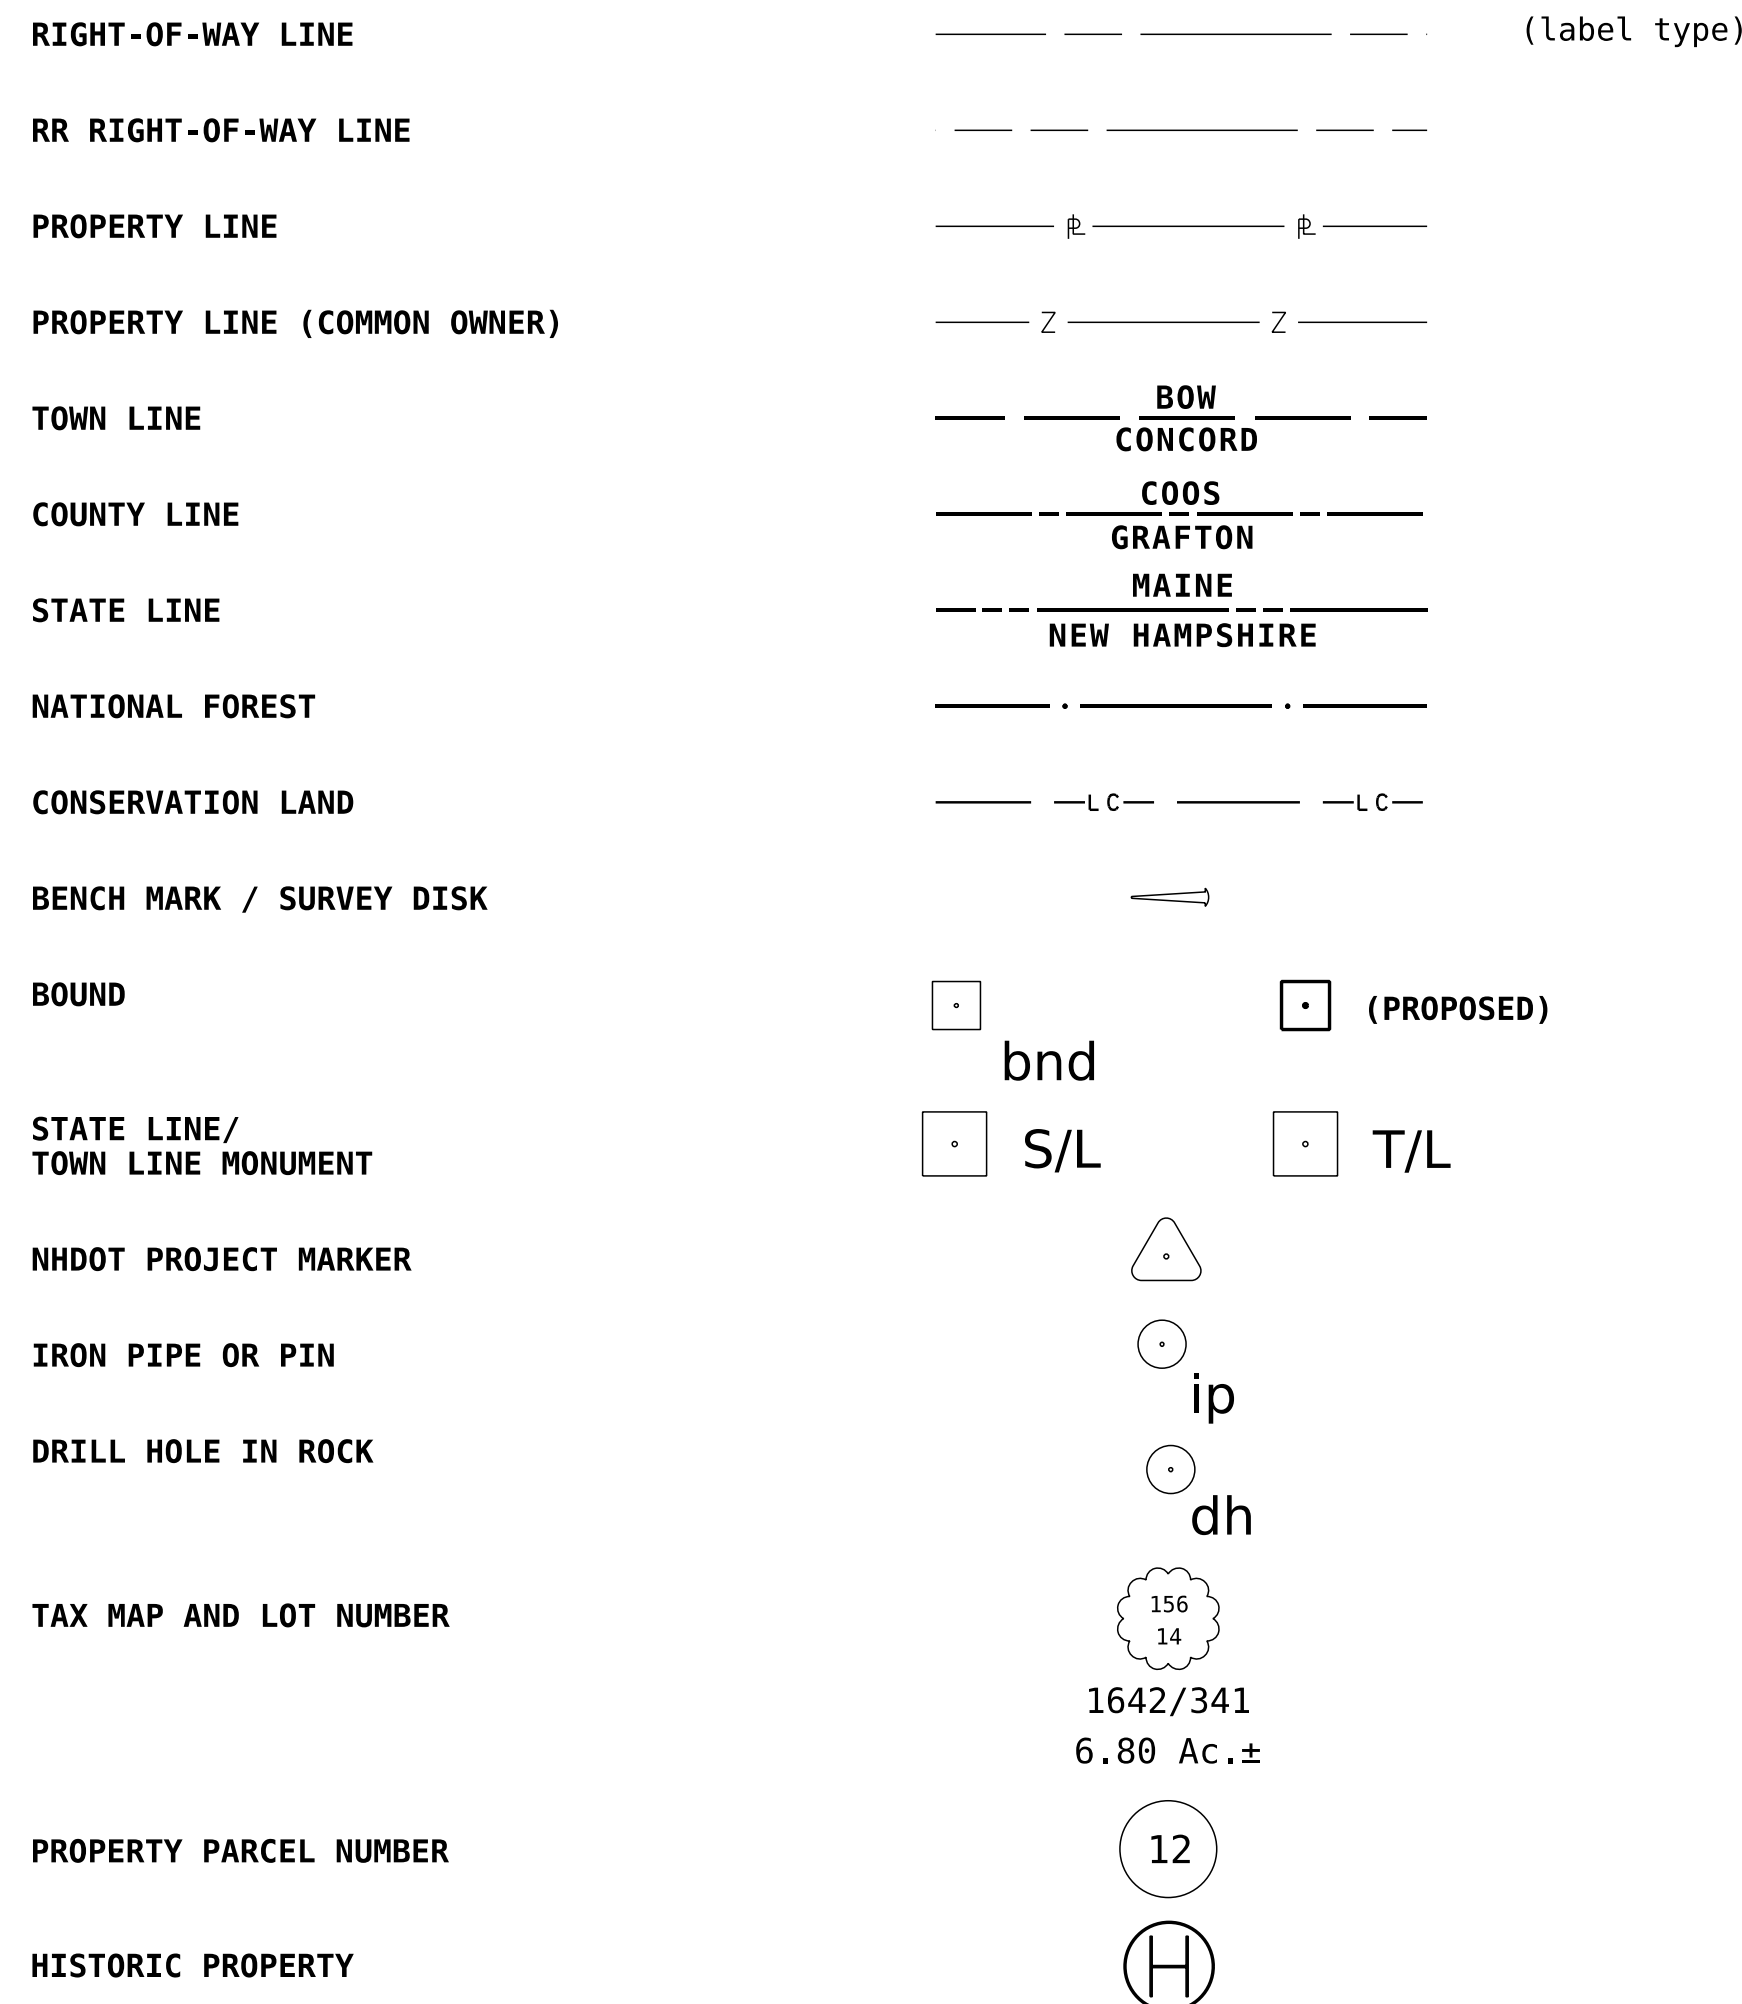 RIGHT-OF-WAY LINE (label type)
RR RIGHT-OF-WAY LINE
PROPERTY LINE PL PL
PROPERTY LINE (COMMON OWNER) Z Z
BOW
TOWN LINE
CONCORD
COOS
COUNTY LINE
GRAFTON
MAINE
STATE LINE
NEW HAMPSHIRE
NATIONAL FOREST
CONSERVATION LAND L C L C
BENCH MARK / SURVEY DISK
BOUND (PROPOSED)
bnd
STATE LINE/
TOWN LINE MONUMENT S/L T/L
NHDOT PROJECT MARKER
IRON PIPE OR PIN
ip
DRILL HOLE IN ROCK
dh
TAX MAP AND LOT NUMBER
156
14
1642/341
6.80 Ac.±
PROPERTY PARCEL NUMBER 12
HISTORIC PROPERTY H